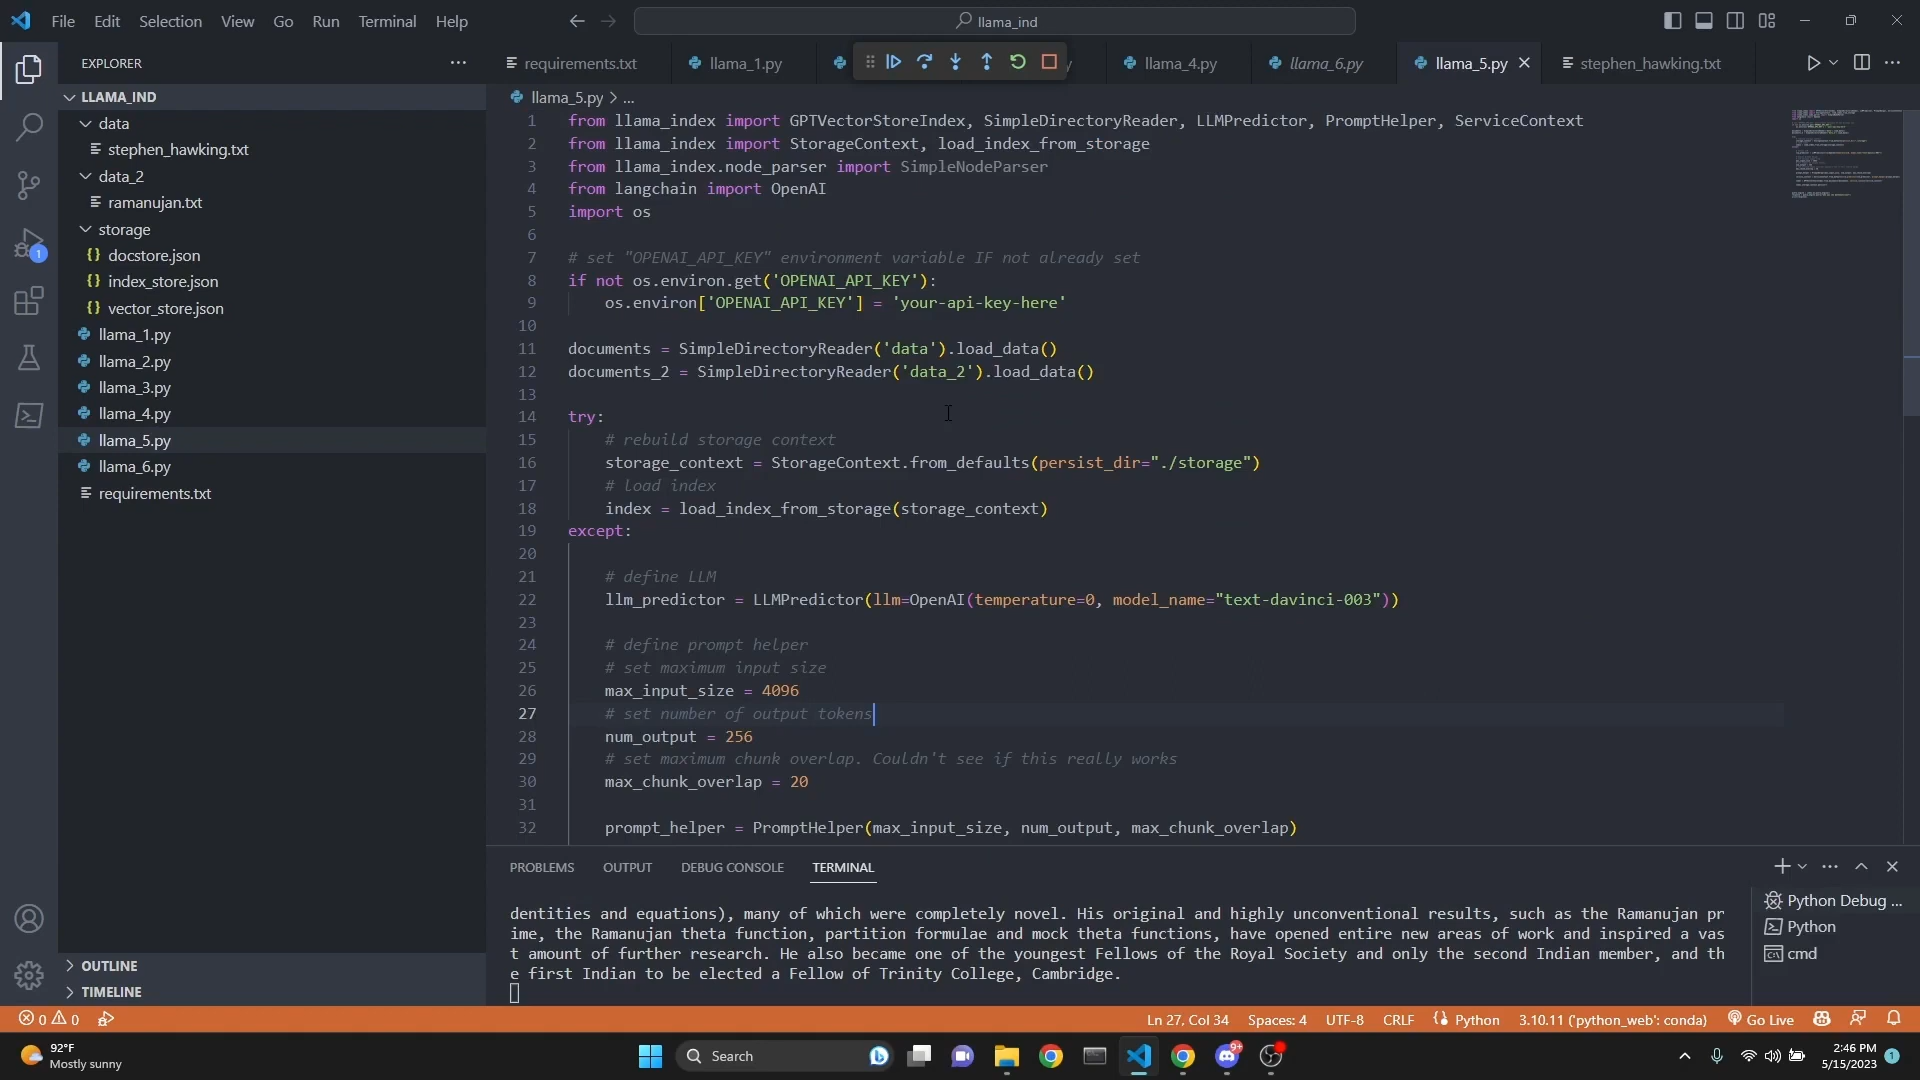 File Edit Selection View Go Run Terminal Help
llama_ind
EXPLORER
requirements.txt
llama_1.py
llama_4.py
llama_6.py
llama_5.py
stephen_hawking.txt
LLAMA_IND
data
stephen_hawking.txt
data_2
ramanujan.txt
storage
{} docstore.json
{} index_store.json
{} vector_store.json
llama_1.py
llama_2.py
llama_3.py
llama_4.py
llama_5.py
llama_6.py
requirements.txt
OUTLINE
TIMELINE
1
llama_5.py > ...
1 from llama_index import GPTVectorStoreIndex, SimpleDirectoryReader, LLMPredictor, PromptHelper, ServiceContext
2 from llama_index import StorageContext, load_index_from_storage
3 from llama_index.node_parser import SimpleNodeParser
4 from langchain import OpenAI
5 import os
6
7 # set "OPENAI_API_KEY" environment variable IF not already set
8 if not os.environ.get('OPENAI_API_KEY'):
9 os.environ['OPENAI_API_KEY'] = 'your-api-key-here'
10
11 documents = SimpleDirectoryReader('data').load_data()
12 documents_2 = SimpleDirectoryReader('data_2').load_data()
13
14 try:
15 # rebuild storage context
16 storage_context = StorageContext.from_defaults(persist_dir="./storage")
17 # load index
18 index = load_index_from_storage(storage_context)
19 except:
20
21 # define LLM
22 llm_predictor = LLMPredictor(llm=OpenAI(temperature=0, model_name="text-davinci-003"))
23
24 # define prompt helper
25 # set maximum input size
26 max_input_size = 4096
27 # set number of output tokens
28 num_output = 256
29 # set maximum chunk overlap. Couldn't see if this really works
30 max_chunk_overlap = 20
31
32 prompt_helper = PromptHelper(max_input_size, num_output, max_chunk_overlap)
PROBLEMS OUTPUT DEBUG CONSOLE TERMINAL
dentities and equations), many of which were completely novel. His original and highly unconventional results, such as the Ramanujan pr
ime, the Ramanujan theta function, partition formulae and mock theta functions, have opened entire new areas of work and inspired a vas
t amount of further research. He also became one of the youngest Fellows of the Royal Society and only the second Indian member, and th
e first Indian to be elected a Fellow of Trinity College, Cambridge.
Python Debug ...
Python
cmd
0 0
Ln 27, Col 34 Spaces: 4 UTF-8 CRLF {} Python 3.10.11 ('python_web': conda) Go Live
92°F
Mostly sunny
Search
9+
2:46 PM
5/15/2023
1